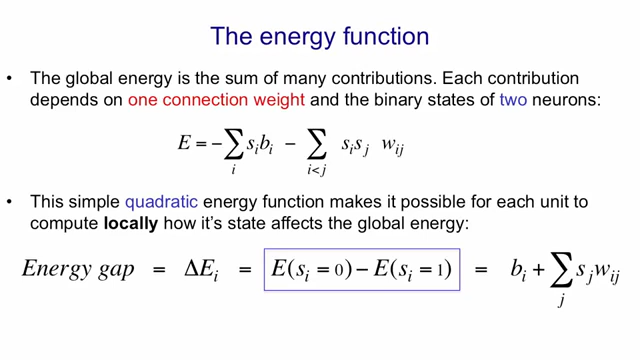 The energy function
• The global energy is the sum of many contributions. Each contribution
depends on one connection weight and the binary states of two neurons:
E = − ∑_i s_i b_i − ∑_{i<j} s_i s_j w_ij
• This simple quadratic energy function makes it possible for each unit to
compute locally how it's state affects the global energy:
Energy gap = ΔE_i = E(s_i = 0) − E(s_i = 1) = b_i + ∑_j s_j w_ij